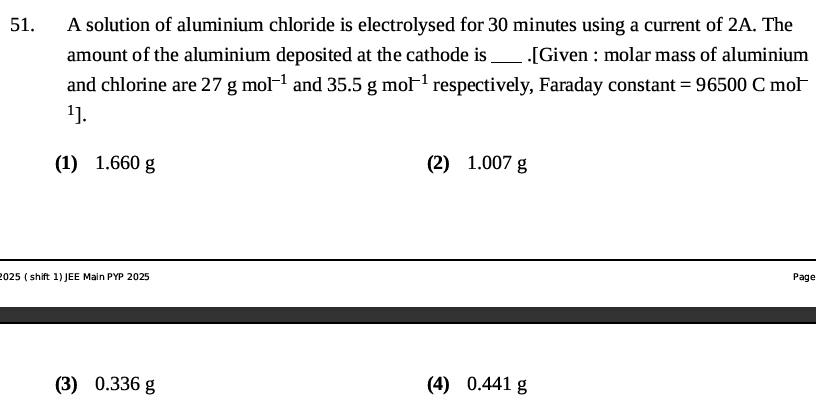 51. A solution of aluminium chloride is electrolysed for 30 minutes using a current of 2A. The
amount of the aluminium deposited at the cathode is ___ .[Given : molar mass of aluminium
and chlorine are 27 g mol⁻¹ and 35.5 g mol⁻¹ respectively, Faraday constant = 96500 C mol⁻
¹].
(1) 1.660 g (2) 1.007 g
2025 ( shift 1) JEE Main PYP 2025 Page
(3) 0.336 g (4) 0.441 g